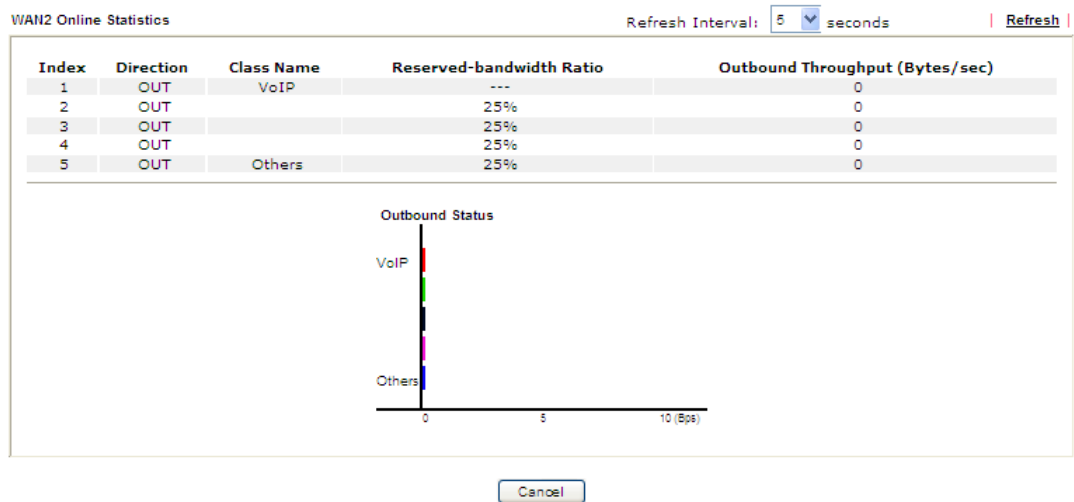 WAN2 Online Statistics Refresh Interval: 5 seconds | Refresh |
Index Direction Class Name Reserved-bandwidth Ratio Outbound Throughput (Bytes/sec)
1 OUT VoIP --- 0
2 OUT 25% 0
3 OUT 25% 0
4 OUT 25% 0
5 OUT Others 25% 0
Outbound Status
VoIP
Others
0 5 10 (Bps)
Cancel